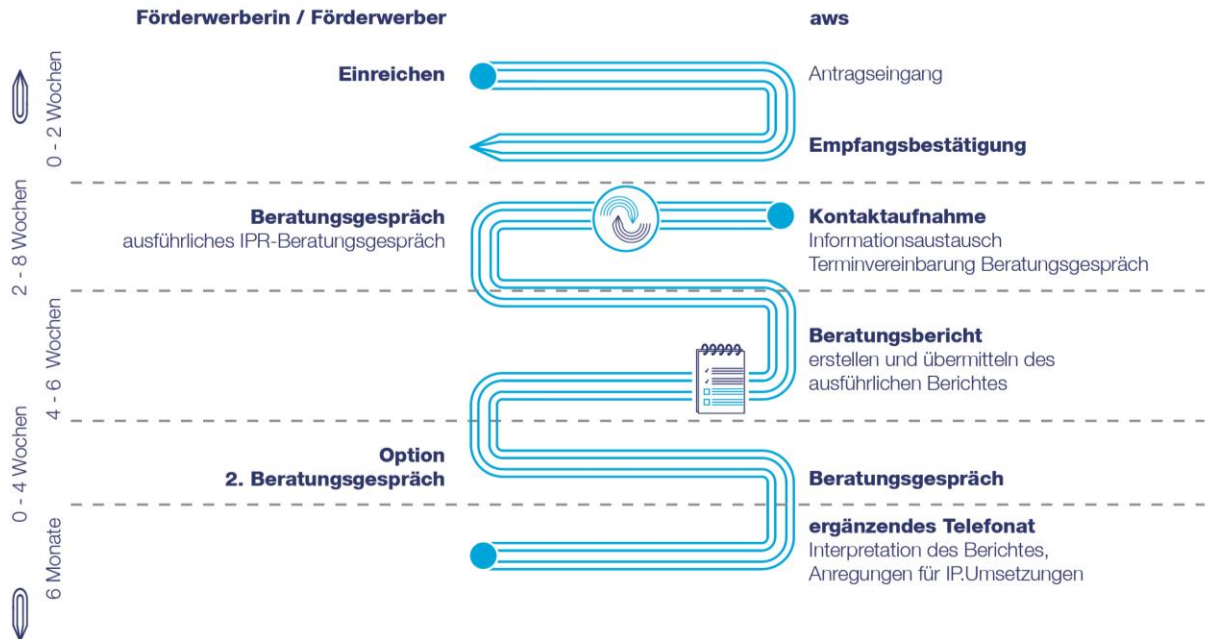 Förderwerberin / Förderwerber
aws
0 - 2 Wochen
Einreichen
Antragseingang
Empfangsbestätigung
2 - 8 Wochen
Beratungsgespräch
ausführliches IPR-Beratungsgespräch
Kontaktaufnahme
Informationsaustausch
Terminvereinbarung Beratungsgespräch
4 - 6 Wochen
Beratungsbericht
erstellen und übermitteln des
ausführlichen Berichtes
0 - 4 Wochen
Option
2. Beratungsgespräch
Beratungsgespräch
6 Monate
ergänzendes Telefonat
Interpretation des Berichtes,
Anregungen für IP.Umsetzungen